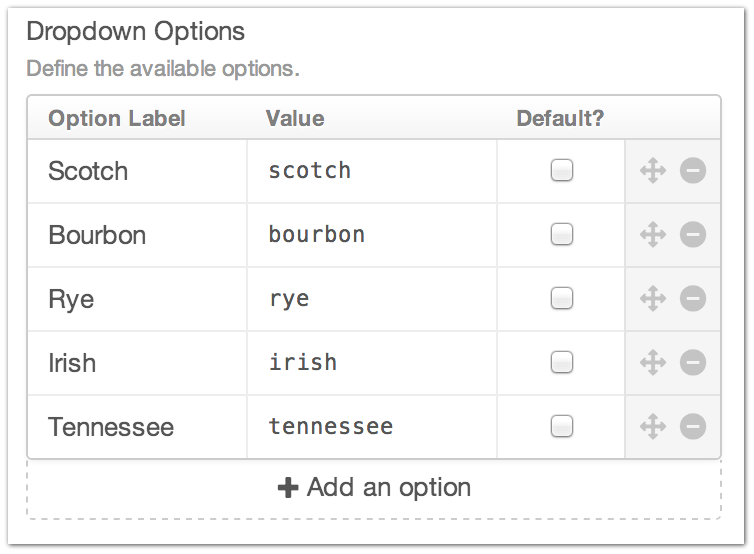 Dropdown Options
Define the available options.
Option Label Value Default?
Scotch scotch
Bourbon bourbon
Rye rye
Irish irish
Tennessee tennessee
Add an option